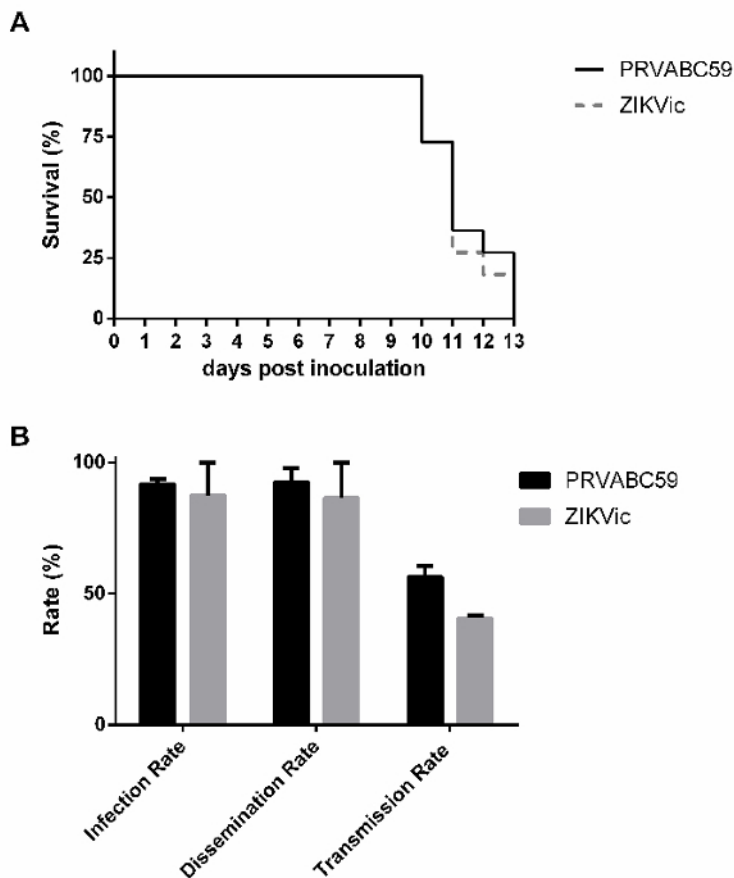 A
100
75
50
25
0
Survival (%)
0 1 2 3 4 5 6 7 8 9 10 11 12 13
days post inoculation
PRVABC59
ZIKVic
B
100
50
0
Rate (%)
Infection Rate
Dissemination Rate
Transmission Rate
PRVABC59
ZIKVic